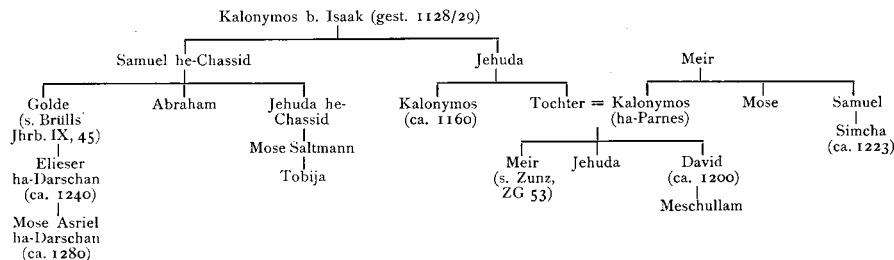 Kalonymos b. Isaak (gest. 1128/29)
Samuel he-Chassid
Jehuda
Meir
Golde
(s. Brülls
Jhrb. IX, 45)
Abraham
Jehuda he-
Chassid
Kalonymos
(ca. 1160)
Tochter = Kalonymos
(ha-Parnes)
Mose
Samuel
Simcha
(ca. 1223)
Mose Saltmann
Tobija
Elieser
ha-Darschan
(ca. 1240)
Mose Asriel
ha-Darschan
(ca. 1280)
Meir
(s. Zunz,
ZG 53)
Jehuda
David
(ca. 1200)
Meschullam